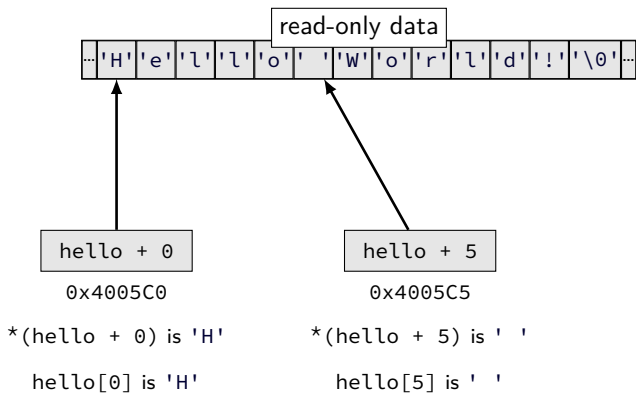 read-only data
…'H''e''l''l''o'' ''W''o''r''l''d''!''\0'…
hello + 0 hello + 5
0x4005C0 0x4005C5
*(hello + 0) is 'H' *(hello + 5) is ' '
hello[0] is 'H' hello[5] is ' '